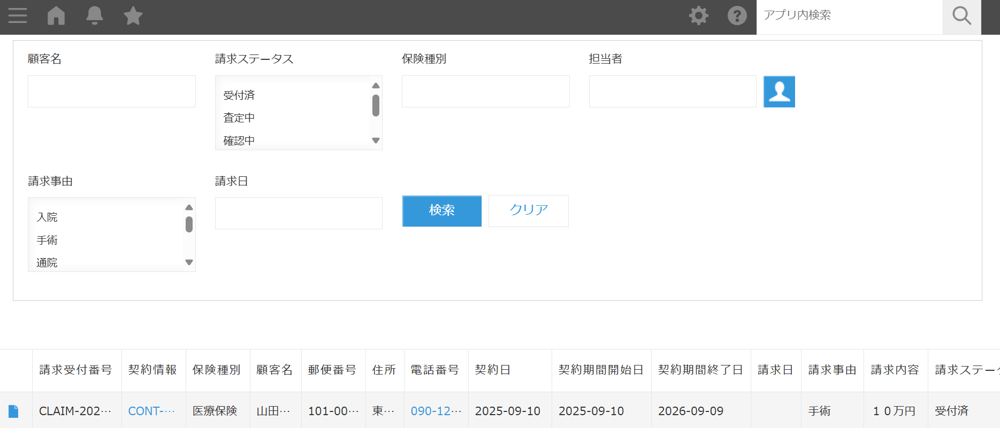 アプリ内検索
顧客名 請求ステータス 保険種別 担当者
受付済
査定中
確認中
請求事由 請求日
入院
手術
通院
検索 クリア
請求受付番号 契約情報 保険種別 顧客名 郵便番号 住所 電話番号 契約日 契約期間開始日 契約期間終了日 請求日 請求事由 請求内容 請求ステー
CLAIM-202… CONT-… 医療保険 山田… 101-00… 東… 090-12… 2025-09-10 2025-09-10 2026-09-09 手術 １０万円 受付済